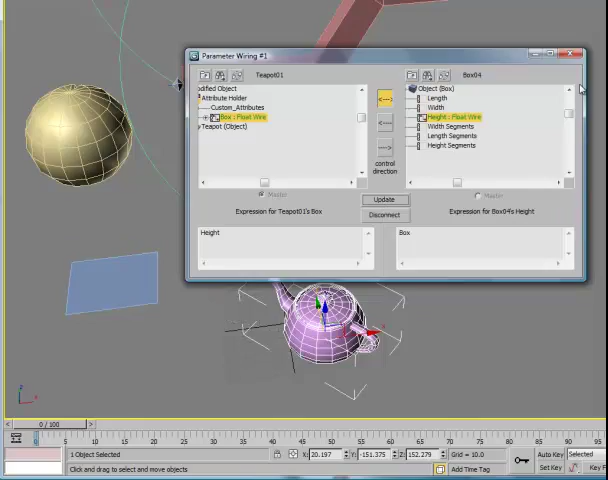 Parameter Wiring #1
Teapot01
Box04
odified Object
Attribute Holder
Custom_Attributes
Box : Float Wire
Teapot (Object)
Object (Box)
Length
Width
Height : Float Wire
Width Segments
Length Segments
Height Segments
<--->
<----
---->
control
direction
Master
Master
Update
Disconnect
Expression for Teapot01's Box
Expression for Box04's Height
Height
Box
0 / 100
0 5 10 15 20 25 30 35 40 45 50 55 60 65 70 75 80 85 90 95
1 Object Selected
X: 20.197
Y: -151.375
Z: 152.279
Grid = 10.0
Auto Key
Selected
Click and drag to select and move objects
Add Time Tag
Set Key
Key F